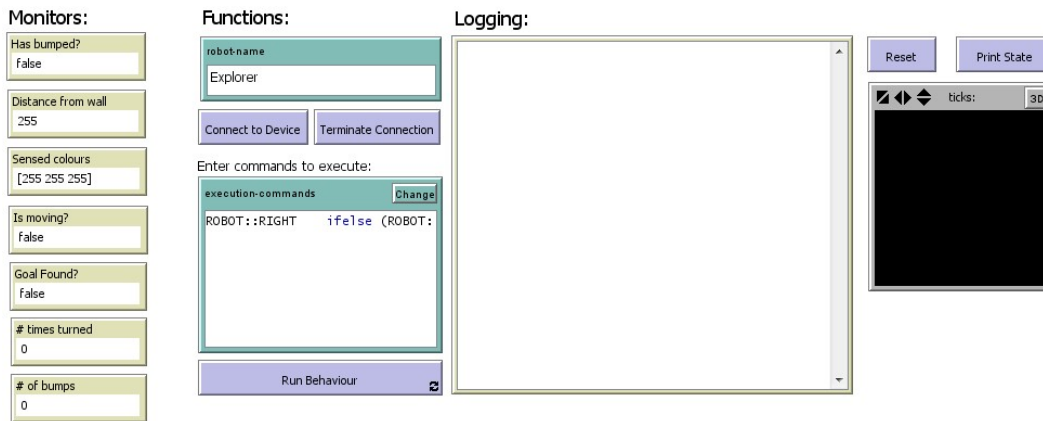 Monitors:
Has bumped?
false
Distance from wall
255
Sensed colours
[255 255 255]
Is moving?
false
Goal Found?
false
# times turned
0
# of bumps
0
Functions:
robot-name
Explorer
Connect to Device
Terminate Connection
Enter commands to execute:
execution-commands
Change
ROBOT::RIGHT ifelse (ROBOT:
Run Behaviour
Logging:
Reset
Print State
ticks:
3D